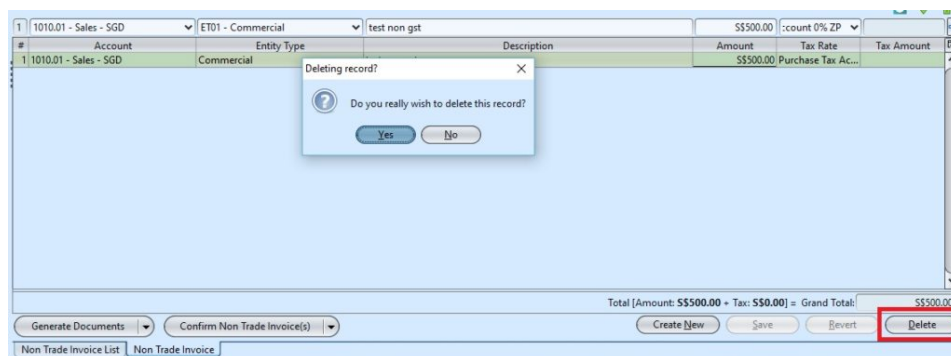 1 1010.01 - Sales - SGD ET01 - Commercial test non gst S$500.00 :count 0% ZP
# Account Entity Type Description Amount Tax Rate Tax Amount
1 1010.01 - Sales - SGD Commercial S$500.00 Purchase Tax Ac...
Deleting record?
Do you really wish to delete this record?
Yes No
Total [Amount: S$500.00 + Tax: S$0.00] = Grand Total: S$500.00
Generate Documents Confirm Non Trade Invoice(s) Create New Save Revert Delete
Non Trade Invoice List Non Trade Invoice